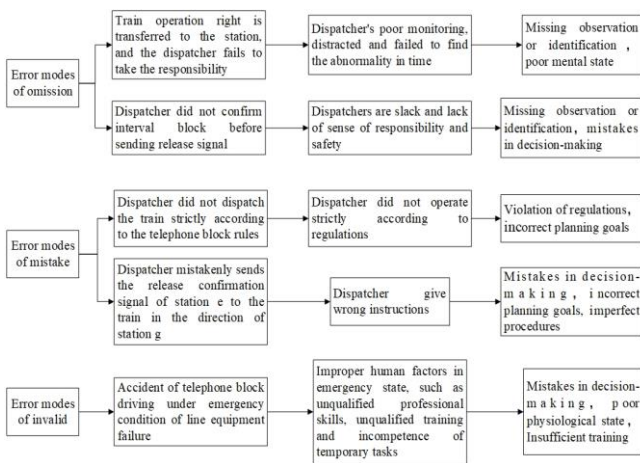 Error modes
of omission
Train operation right is
transferred to the station,
and the dispatcher fails to
take the responsibility
Dispatcher's poor monitoring,
distracted and failed to find
the abnormality in time
Missing observation
or identification ,
poor mental state
Dispatcher did not confirm
interval block before
sending release signal
Dispatchers are slack and lack
of sense of responsibility and
safety
Missing observation or
identification, mistakes
in decision-making
Error modes
of mistake
Dispatcher did not dispatch
the train strictly according
to the telephone block rules
Dispatcher did not operate
strictly according to
regulations
Violation of regulations,
incorrect planning goals
Dispatcher mistakenly sends
the release confirmation
signal of station e to the
train in the direction of
station g
Dispatcher give
wrong instructions
Mistakes in decision-
making, incorrect
planning goals, imperfect
procedures
Error modes
of invalid
Accident of telephone block
driving under emergency
condition of line equipment
failure
Improper human factors in
emergency state, such as
unqualified professional
skills, unqualified training
and incompetence of
temporary tasks
Mistakes in decision-
making , poor
physiological state,
Insufficient training